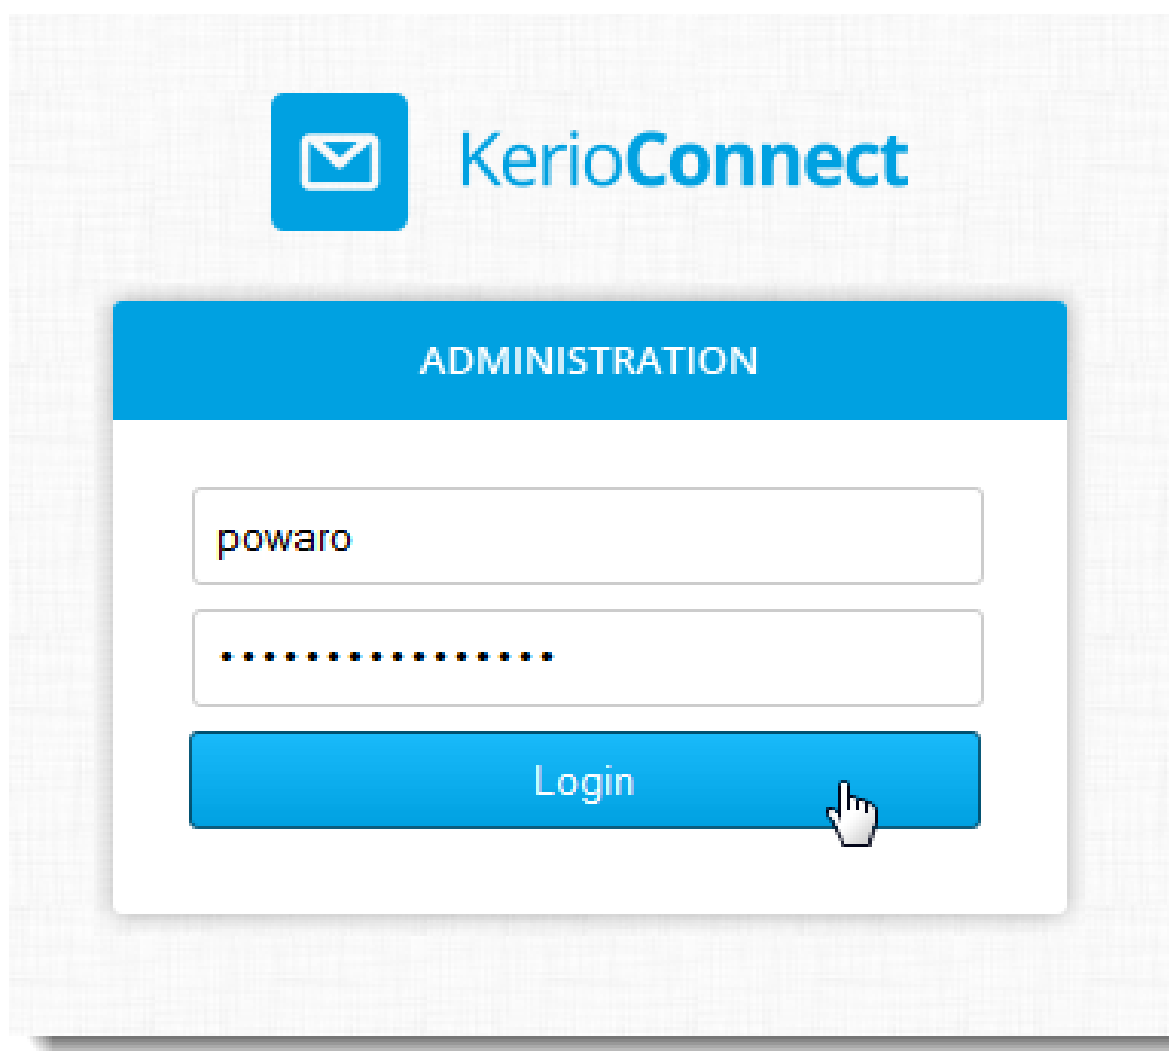 KerioConnect
ADMINISTRATION
powaro
••••••••••••••••
Login